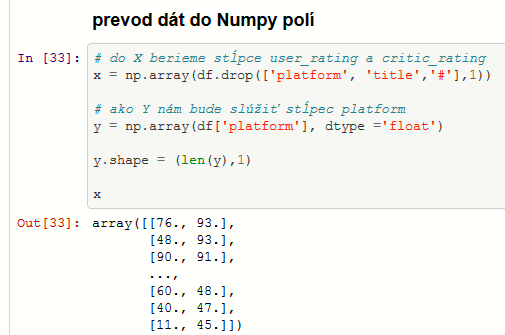 prevod dát do Numpy polí
In [33]: # do X berieme stĺpce user_rating a critic_rating
x = np.array(df.drop(['platform', 'title','#'],1))
# ako Y nám bude slúžiť stĺpec platform
y = np.array(df['platform'], dtype ='float')
y.shape = (len(y),1)
x
Out[33]: array([[76., 93.],
[48., 93.],
[90., 91.],
...,
[60., 48.],
[40., 47.],
[11., 45.]])